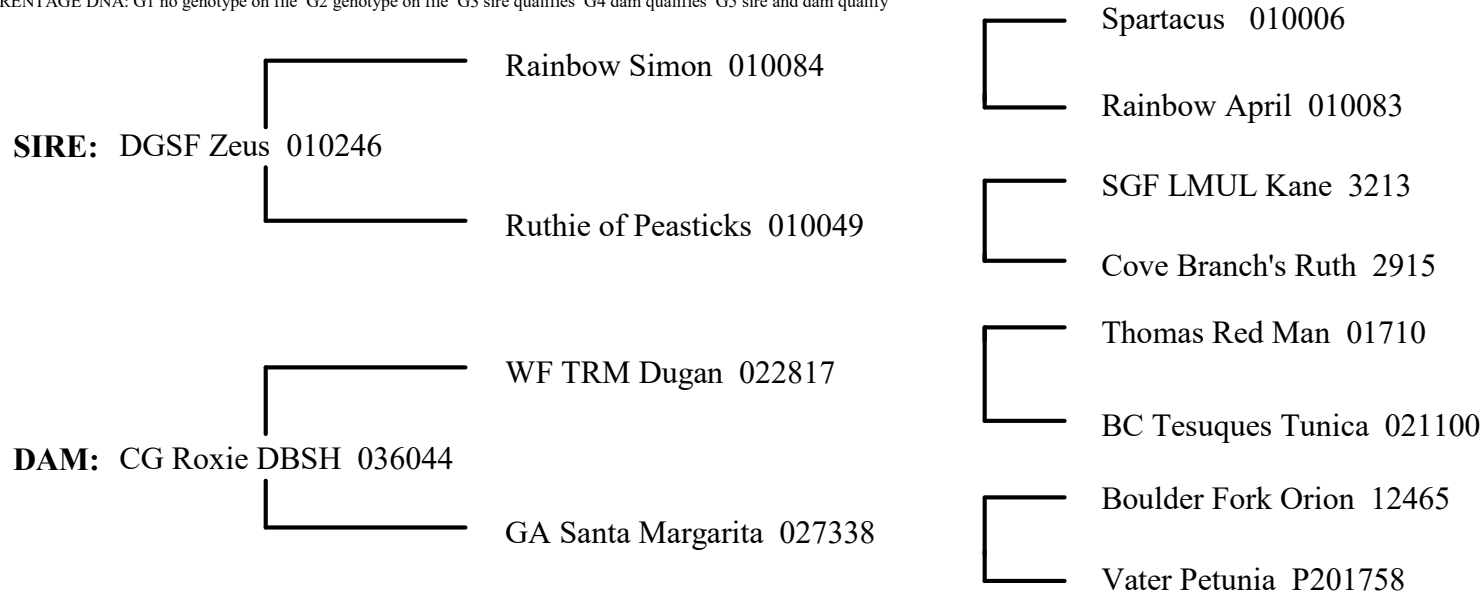 PARENTAGE DNA: G1 no genotype on file G2 genotype on file G3 sire qualifies G4 dam qualifies G5 sire and dam qualify
Spartacus 010006
Rainbow Simon 010084
Rainbow April 010083
SIRE: DGSF Zeus 010246
SGF LMUL Kane 3213
Ruthie of Peasticks 010049
Cove Branch's Ruth 2915
Thomas Red Man 01710
WF TRM Dugan 022817
BC Tesuques Tunica 021100
DAM: CG Roxie DBSH 036044
Boulder Fork Orion 12465
GA Santa Margarita 027338
Vater Petunia P201758